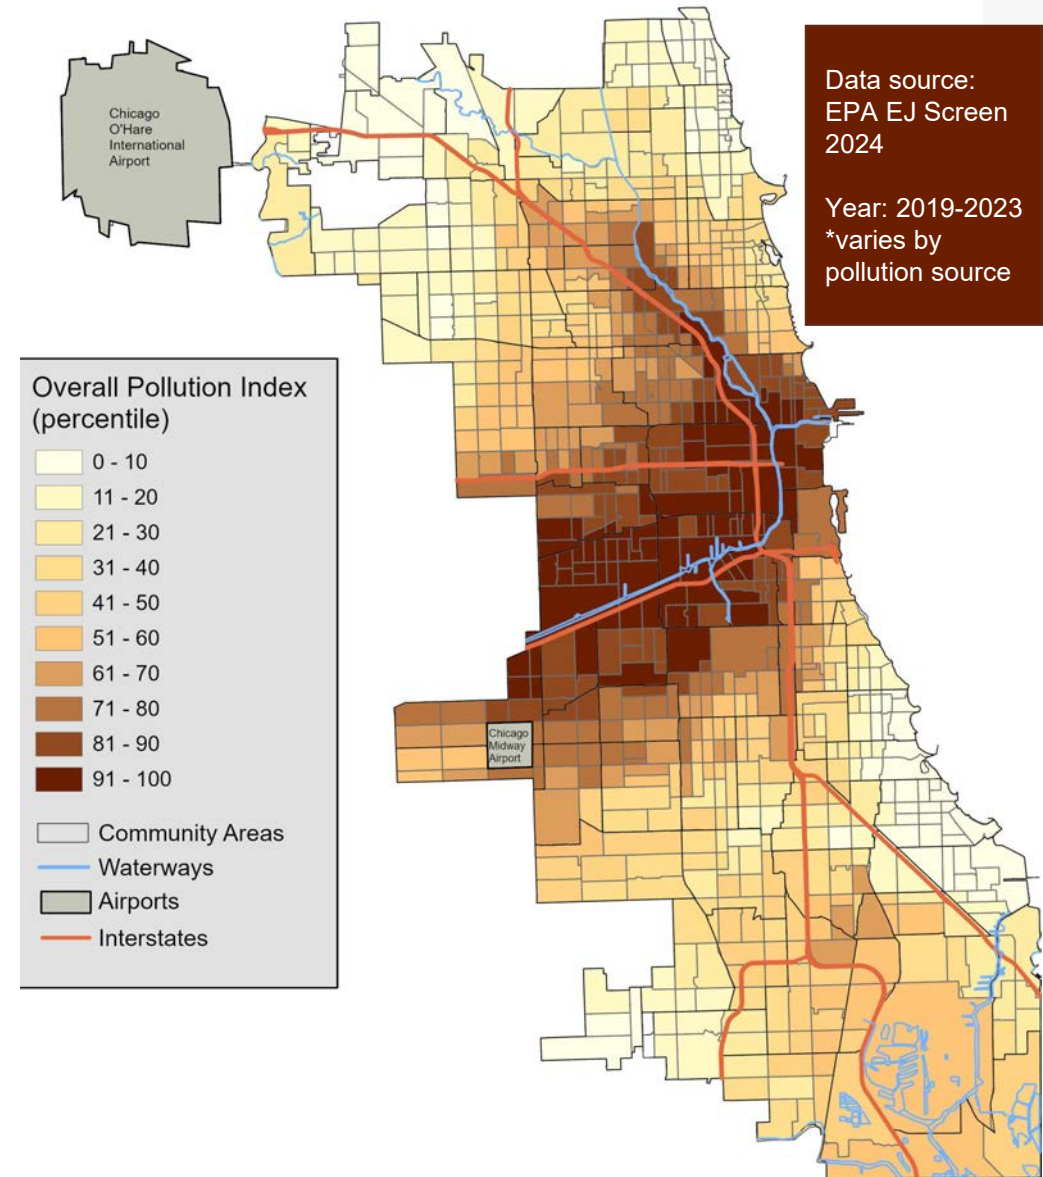 Chicago
O'Hare
International
Airport
Data source:
EPA EJ Screen
2024
Year: 2019-2023
*varies by
pollution source
Overall Pollution Index
(percentile)
0 - 10
11 - 20
21 - 30
31 - 40
41 - 50
51 - 60
61 - 70
71 - 80
81 - 90
91 - 100
Community Areas
Waterways
Airports
Interstates
Chicago
Midway
Airport